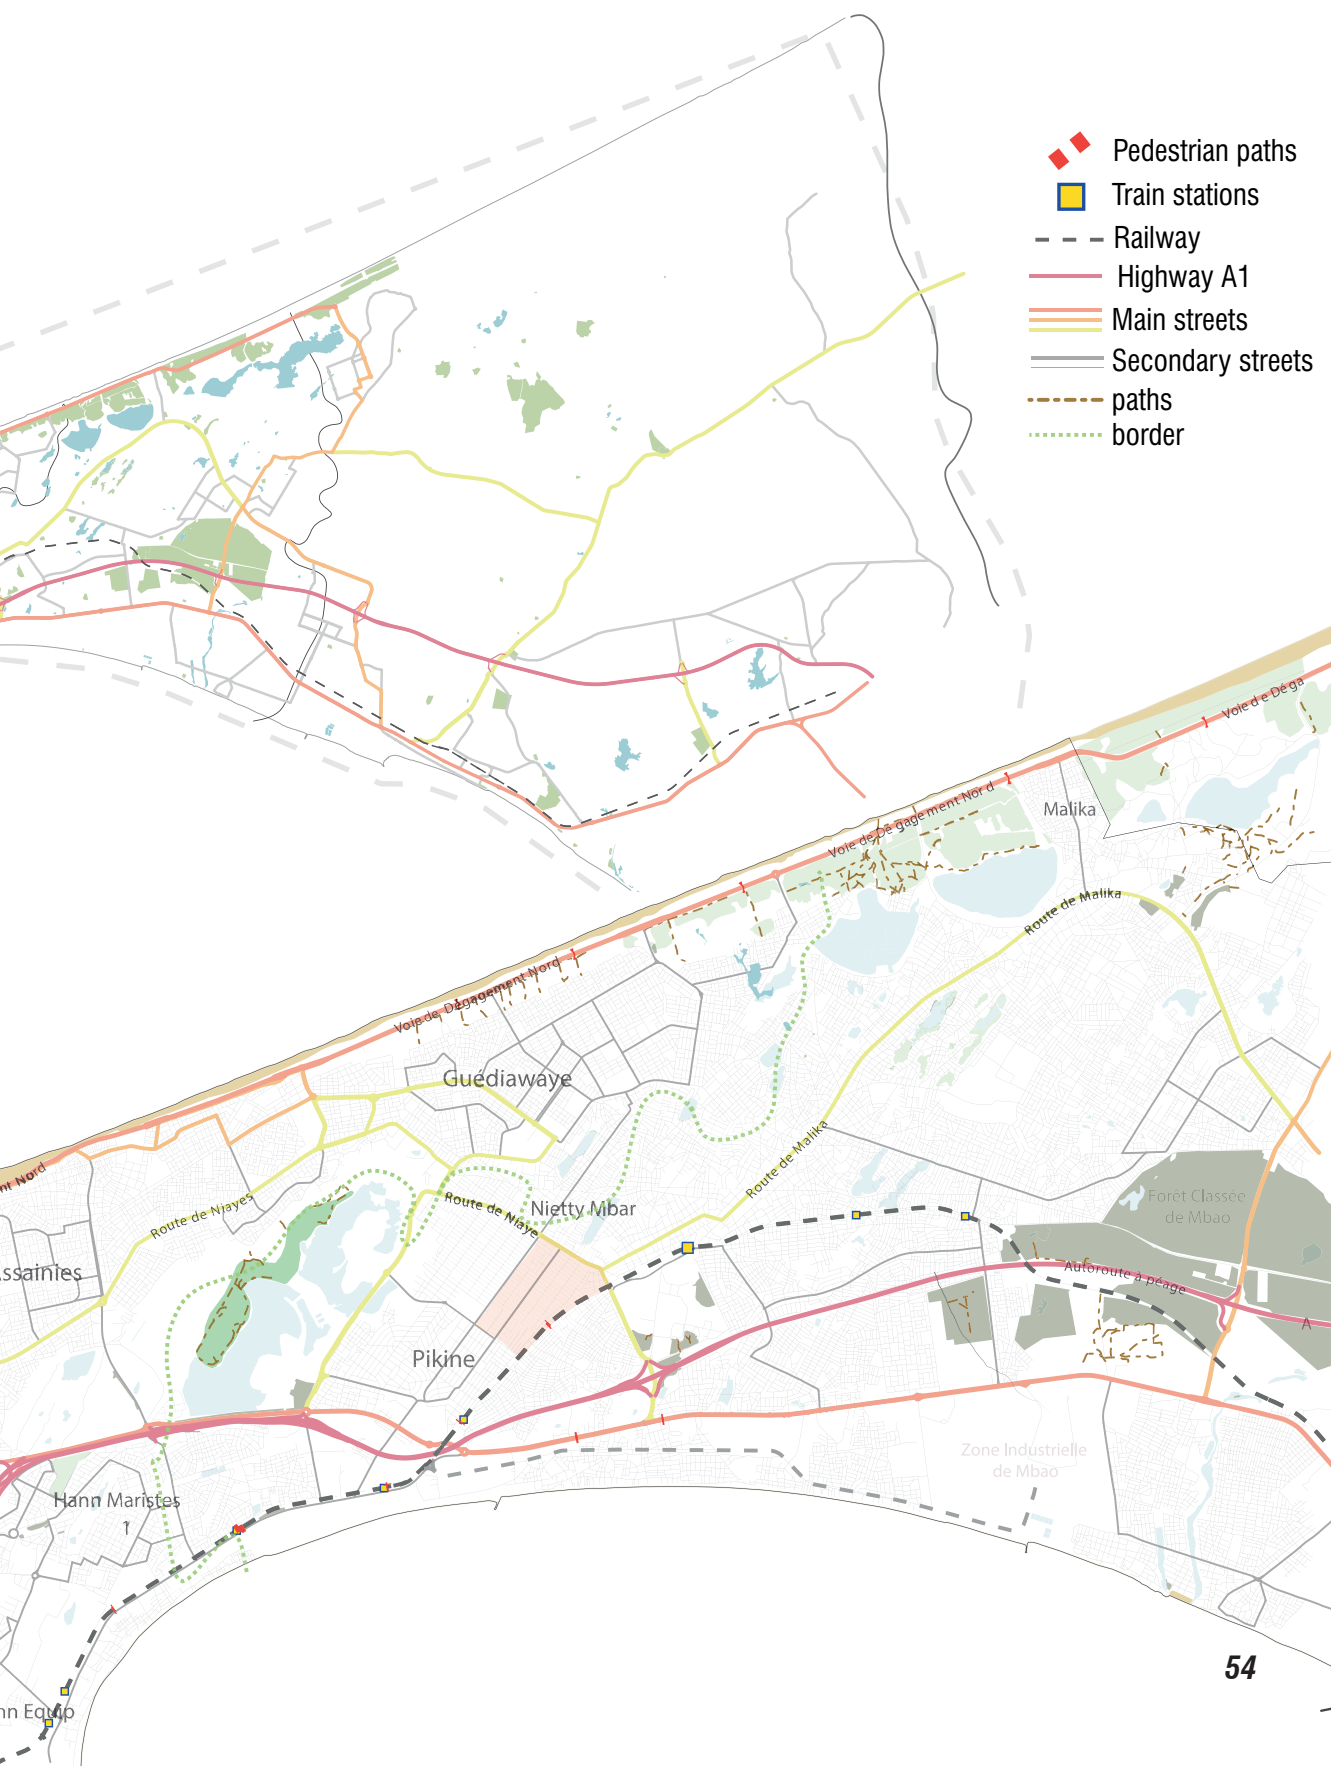 Pedestrian paths
Train stations
Railway
Highway A1
Main streets
Secondary streets
paths
border
Voie de Déga
Voie de Dégagement Nord
Malika
Route de Malika
Voie de Dégagement Nord
Guédiawaye
Route de Malika
nt Nord
Route de Niayes
Route de Niaye
Nietty Mbar
Forêt Classée
de Mbao
ssainies
Autoroute à péage
A
Pikine
Zone Industrielle
de Mbao
Hann Maristes
1
54
nn Equip